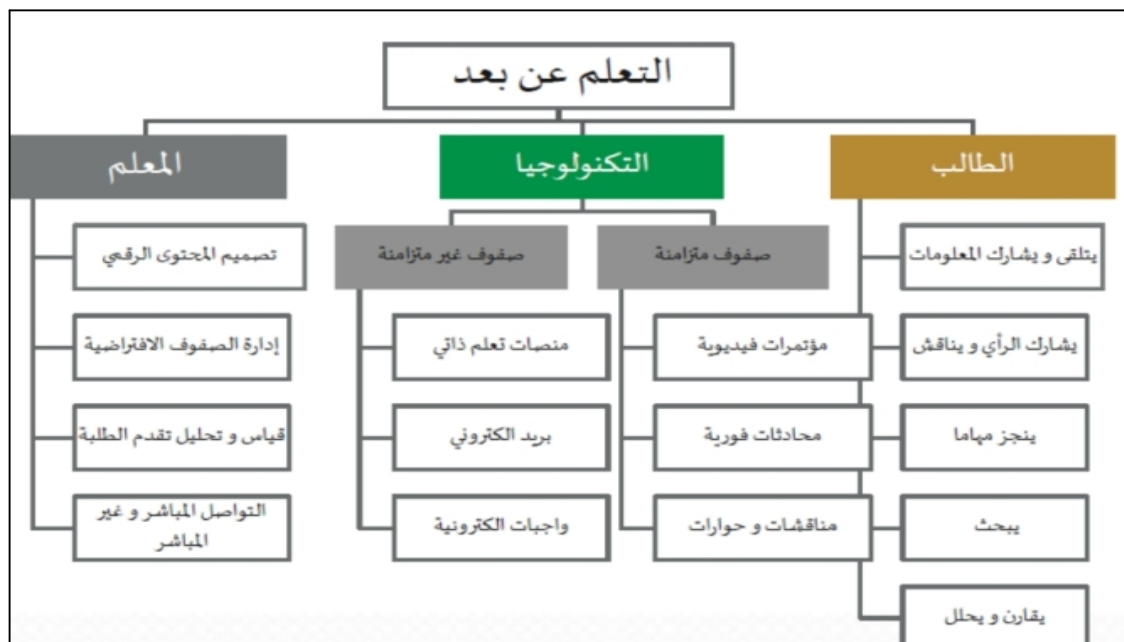 التعلم عن بعد
الطالب
يتلقى و يشارك المعلومات
يشارك الرأي و يناقش
ينجز مهاما
يبحث
يقارن و يحلل
التكنولوجيا
صفوف متزامنة
مؤتمرات فيديوية
محادثات فورية
مناقشات و حوارات
صفوف غير متزامنة
منصات تعلم ذاتي
بريد الكتروني
واجبات الكترونية
المعلم
تصميم المحتوى الرقمي
إدارة الصفوف الافتراضية
قياس و تحليل تقدم الطلبة
التواصل المباشر و غير
المباشر